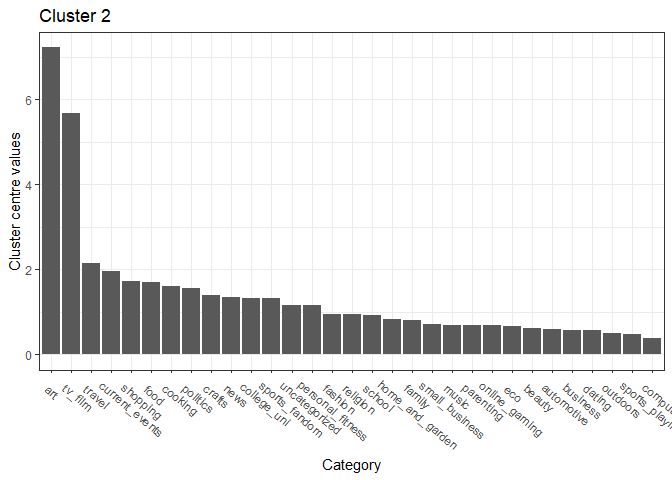 Cluster 2
Cluster centre values
6
4
2
0
art
tv_film
travel
current_events
shopping
food
cooking
politics
crafts
news
college_uni
sports_fandom
uncategorized
personal_fitness
fashion
religion
school
home_and_garden
family
small_business
music
parenting
online_gaming
eco
beauty
automotive
business
dating
outdoors
Category